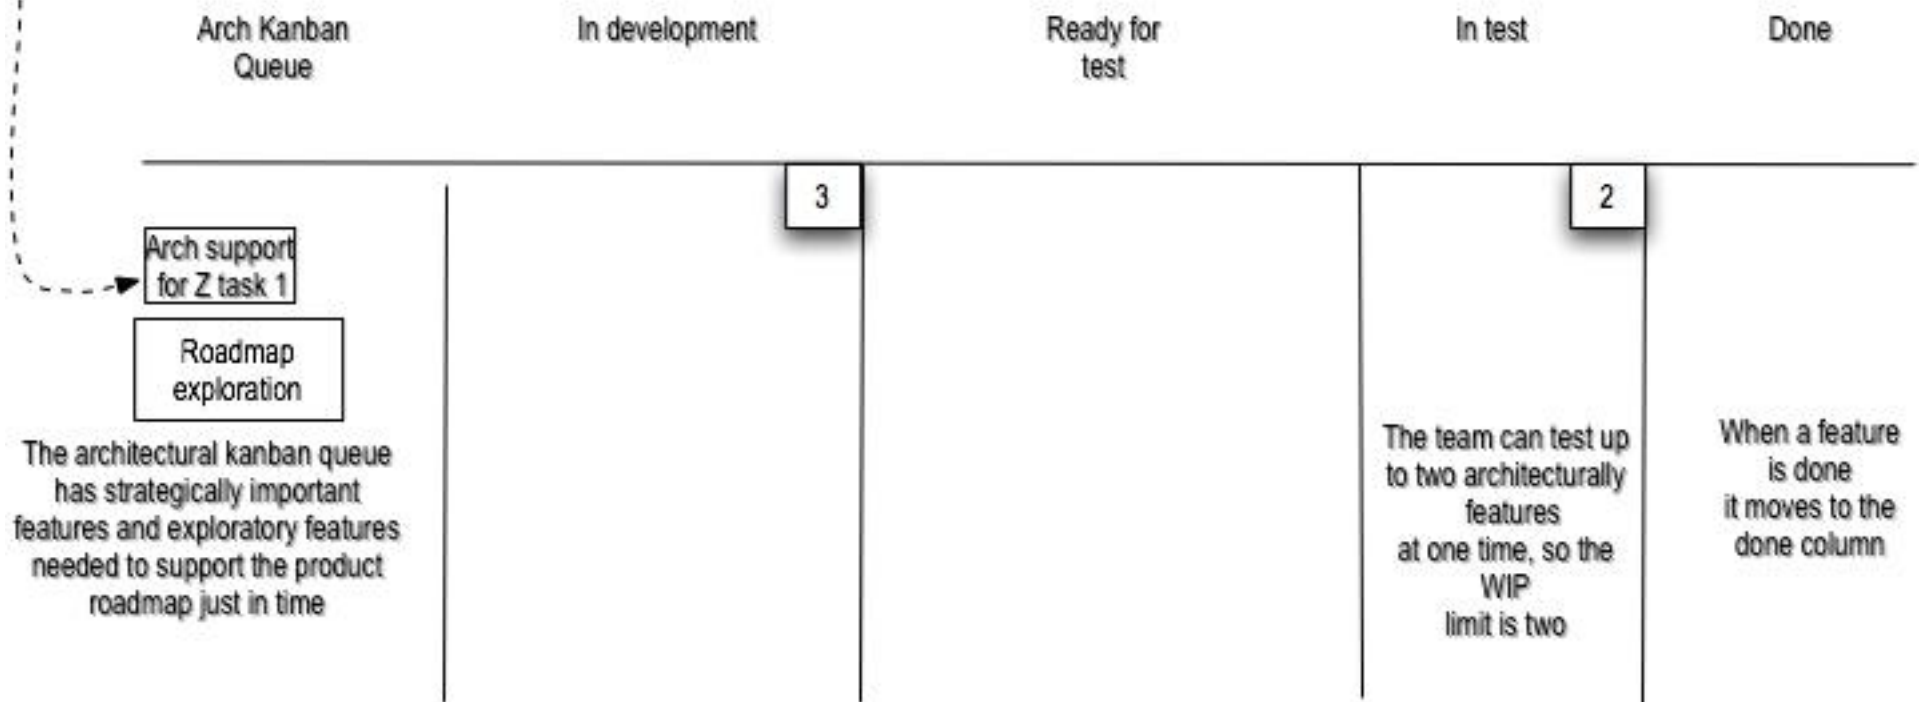 Arch Kanban
Queue
In development
Ready for
test
In test
Done
3
2
Arch support
for Z task 1
Roadmap
exploration
The architectural kanban queue
has strategically important
features and exploratory features
needed to support the product
roadmap just in time
The team can test up
to two architecturally
features
at one time, so the
WIP
limit is two
When a feature
is done
it moves to the
done column